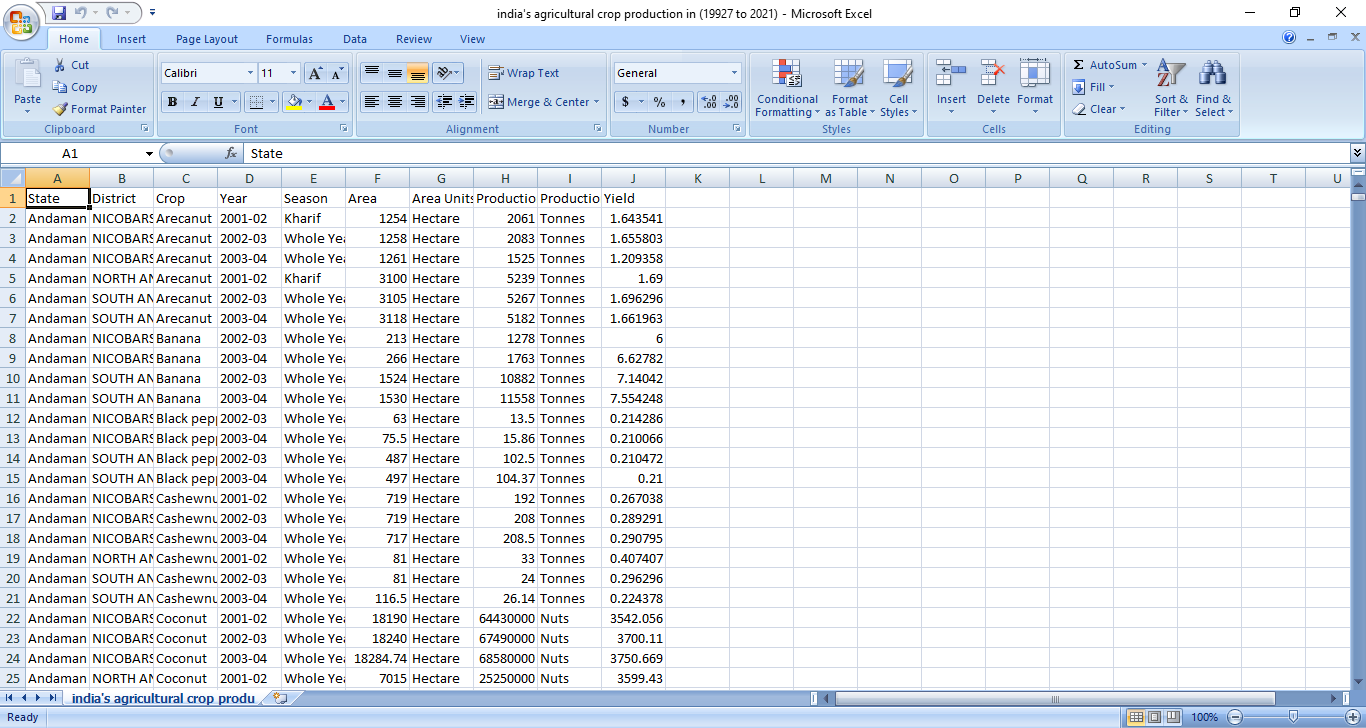 india's agricultural crop production in (19927 to 2021) - Microsoft Excel
Home Insert Page Layout Formulas Data Review View
Paste Cut Copy Format Painter Clipboard
Calibri 11 B I U A A A Font
Wrap Text Merge & Center Alignment
General $ % , .00 .00 Number
Conditional Formatting Format as Table Cell Styles Styles
Insert Delete Format Cells
Σ AutoSum Fill Clear Sort & Filter Find & Select Editing
A1 fx State
A B C D E F G H I J K L M N O P Q R S T U
1 State District Crop Year Season Area Area Units Productio Productio Yield
2 Andaman NICOBARS Arecanut 2001-02 Kharif 1254 Hectare 2061 Tonnes 1.643541
3 Andaman NICOBARS Arecanut 2002-03 Whole Yea 1258 Hectare 2083 Tonnes 1.655803
4 Andaman NICOBARS Arecanut 2003-04 Whole Yea 1261 Hectare 1525 Tonnes 1.209358
5 Andaman NORTH AN Arecanut 2001-02 Kharif 3100 Hectare 5239 Tonnes 1.69
6 Andaman SOUTH AN Arecanut 2002-03 Whole Yea 3105 Hectare 5267 Tonnes 1.696296
7 Andaman SOUTH AN Arecanut 2003-04 Whole Yea 3118 Hectare 5182 Tonnes 1.661963
8 Andaman NICOBARS Banana 2002-03 Whole Yea 213 Hectare 1278 Tonnes 6
9 Andaman NICOBARS Banana 2003-04 Whole Yea 266 Hectare 1763 Tonnes 6.62782
10 Andaman SOUTH AN Banana 2002-03 Whole Yea 1524 Hectare 10882 Tonnes 7.14042
11 Andaman SOUTH AN Banana 2003-04 Whole Yea 1530 Hectare 11558 Tonnes 7.554248
12 Andaman NICOBARS Black pepp 2002-03 Whole Yea 63 Hectare 13.5 Tonnes 0.214286
13 Andaman NICOBARS Black pepp 2003-04 Whole Yea 75.5 Hectare 15.86 Tonnes 0.210066
14 Andaman SOUTH AN Black pepp 2002-03 Whole Yea 487 Hectare 102.5 Tonnes 0.210472
15 Andaman SOUTH AN Black pepp 2003-04 Whole Yea 497 Hectare 104.37 Tonnes 0.21
16 Andaman NICOBARS Cashewnu 2001-02 Whole Yea 719 Hectare 192 Tonnes 0.267038
17 Andaman NICOBARS Cashewnu 2002-03 Whole Yea 719 Hectare 208 Tonnes 0.289291
18 Andaman NICOBARS Cashewnu 2003-04 Whole Yea 717 Hectare 208.5 Tonnes 0.290795
19 Andaman NORTH AN Cashewnu 2001-02 Whole Yea 81 Hectare 33 Tonnes 0.407407
20 Andaman SOUTH AN Cashewnu 2002-03 Whole Yea 81 Hectare 24 Tonnes 0.296296
21 Andaman SOUTH AN Cashewnu 2003-04 Whole Yea 116.5 Hectare 26.14 Tonnes 0.224378
22 Andaman NICOBARS Coconut 2001-02 Whole Yea 18190 Hectare 64430000 Nuts 3542.056
23 Andaman NICOBARS Coconut 2002-03 Whole Yea 18240 Hectare 67490000 Nuts 3700.11
24 Andaman NICOBARS Coconut 2003-04 Whole Yea 18284.74 Hectare 68580000 Nuts 3750.669
25 Andaman NORTH AN Coconut 2001-02 Whole Yea 7015 Hectare 25250000 Nuts 3599.43
india's agricultural crop produ
Ready 100%